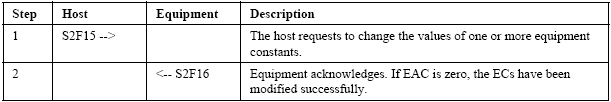 Step Host Equipment Description
1 S2F15 --> The host requests to change the values of one or more equipment
constants.
2 <-- S2F16 Equipment acknowledges. If EAC is zero, the ECs have been
modified successfully.